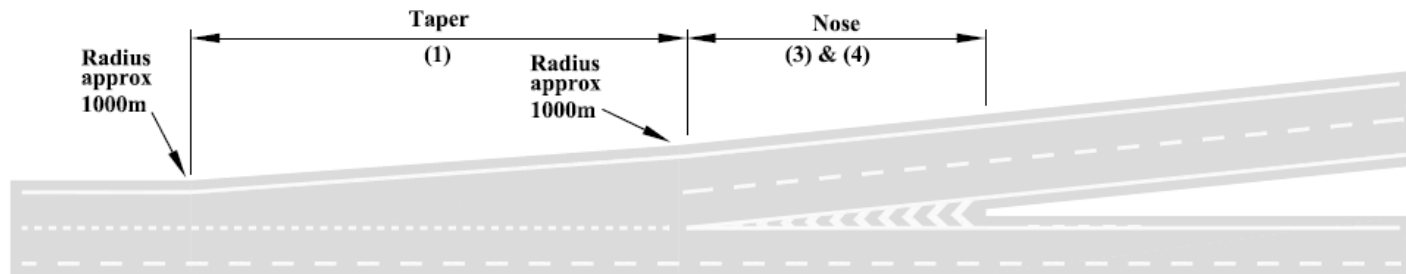 Taper
(1)
Nose
(3) & (4)
Radius
approx
1000m
Radius
approx
1000m